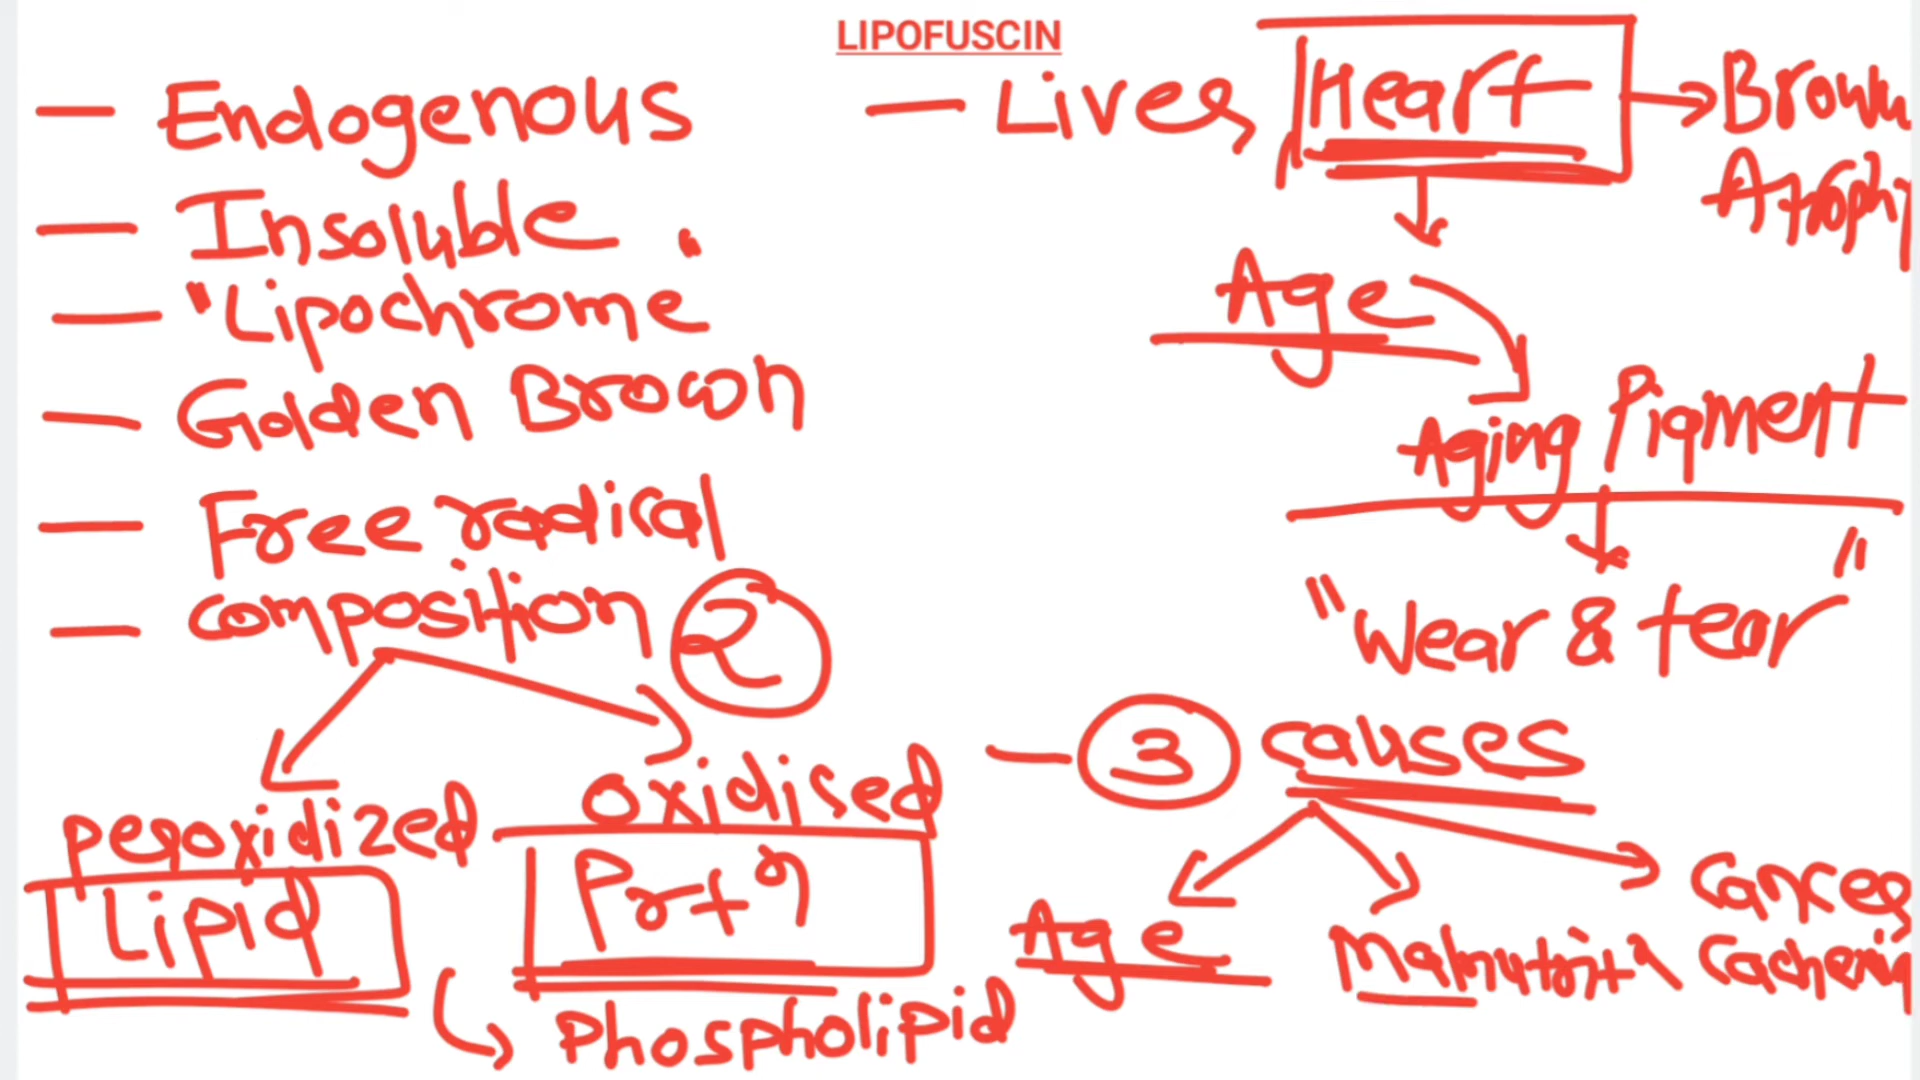 LIPOFUSCIN
— Endogenous
— Insoluble
— "Lipochrome"
— Golden Brown
— Free radical
— composition 2
peroxidized
Lipid
oxidised
Prtn
Phospholipid
— Liver, Heart → Brown
Atrophy
Age
Aging Pigment
"Wear & tear"
— 3 causes
Age
Malnutritn
Cancer
Cachexia